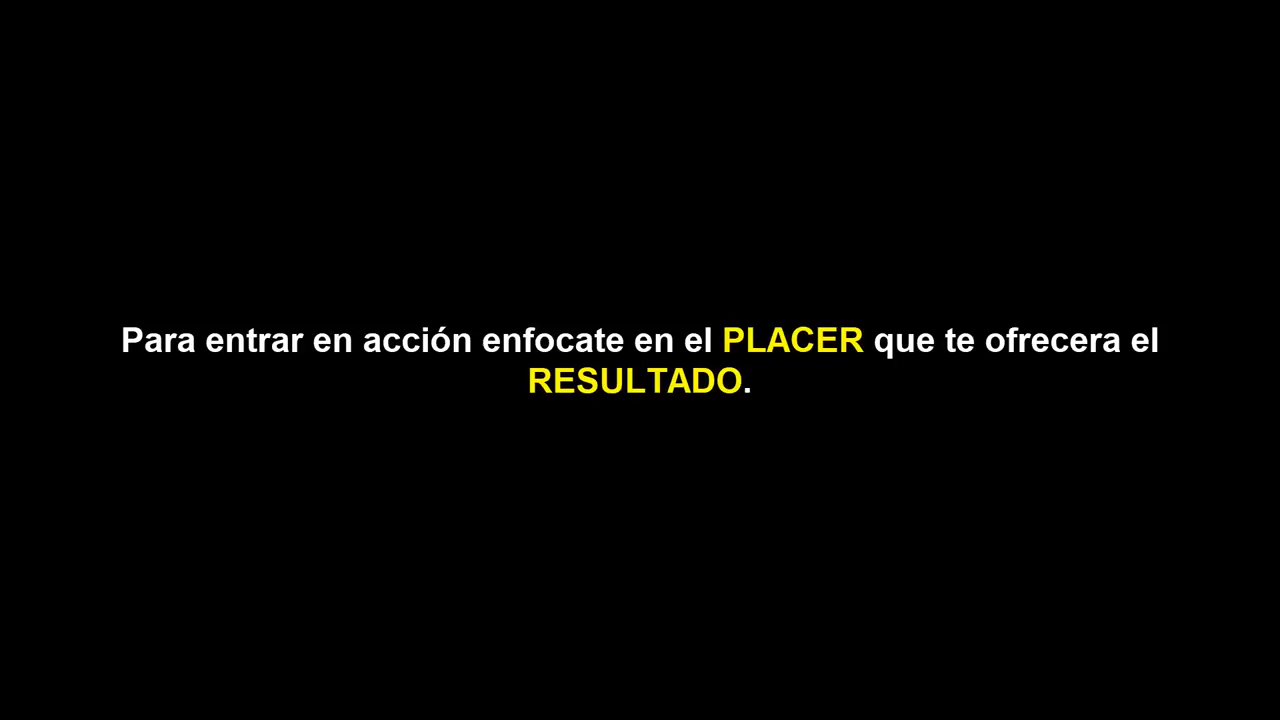 Para entrar en acción enfocate en el PLACER que te ofrecera el
RESULTADO.